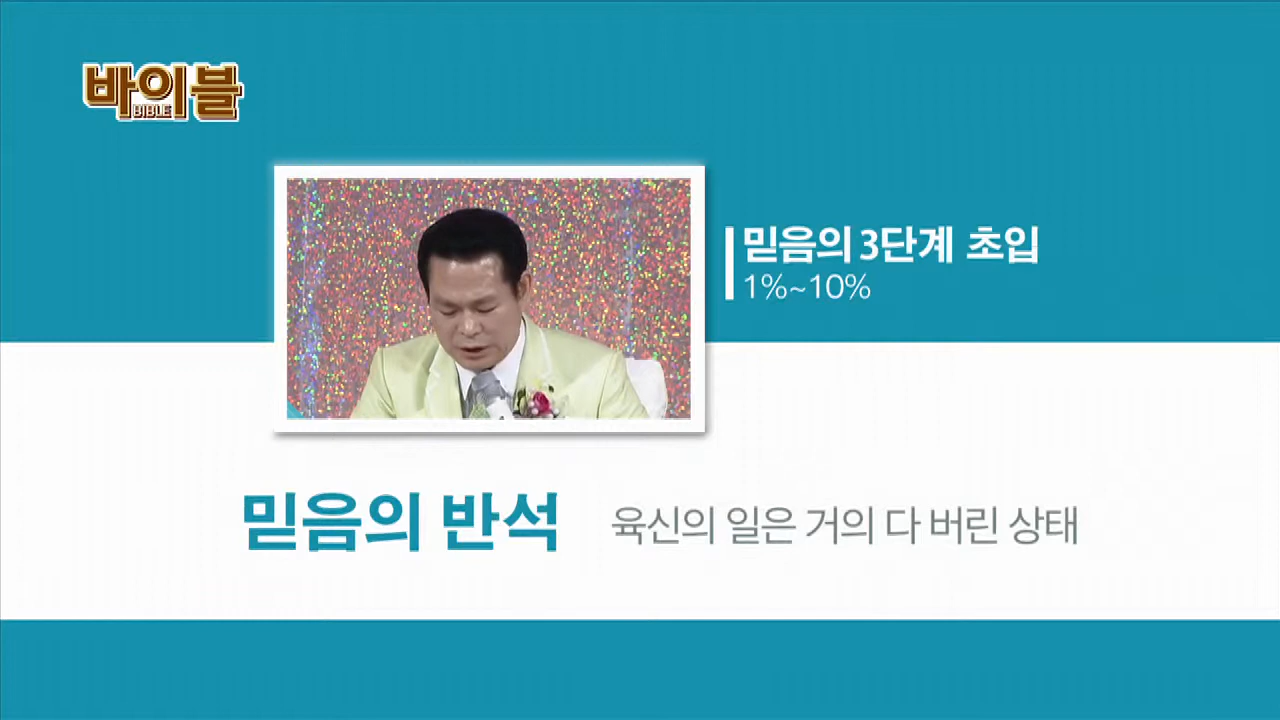 바이블
BIBLE
믿음의 3단계 초입
1%~10%
믿음의 반석
육신의 일은 거의 다 버린 상태